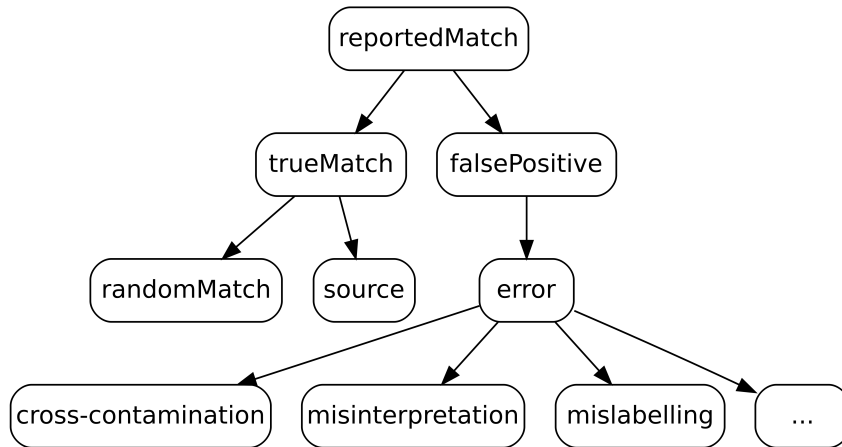 reportedMatch
trueMatch
falsePositive
randomMatch
source
error
cross-contamination
misinterpretation
mislabelling
...